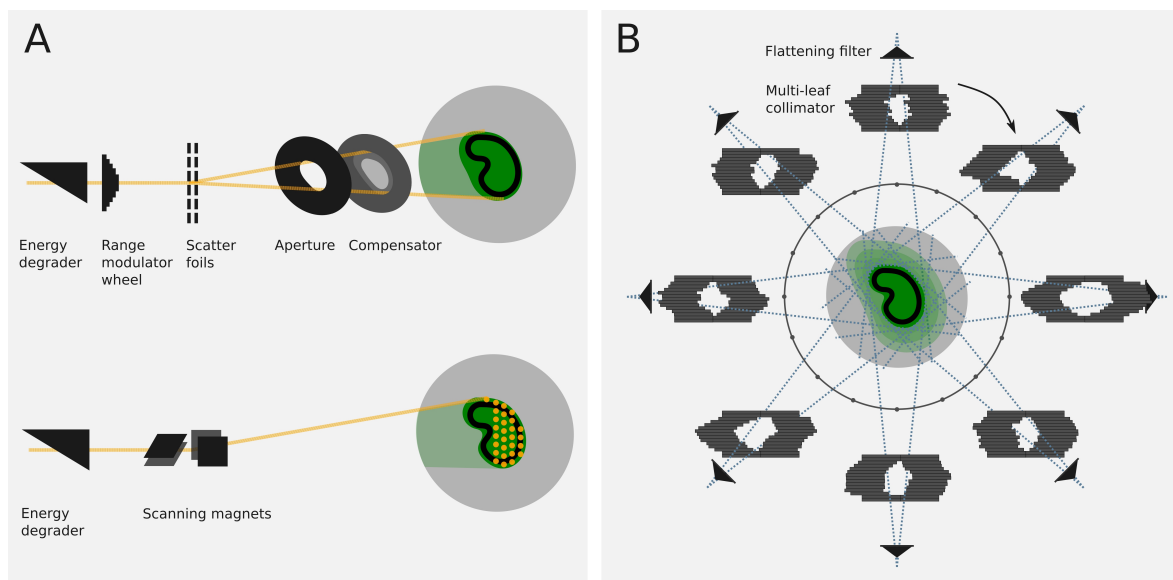 A
Energy
degrader
Range
modulator
wheel
Scatter
foils
Aperture
Compensator
Energy
degrader
Scanning magnets
B
Flattening filter
Multi-leaf
collimator